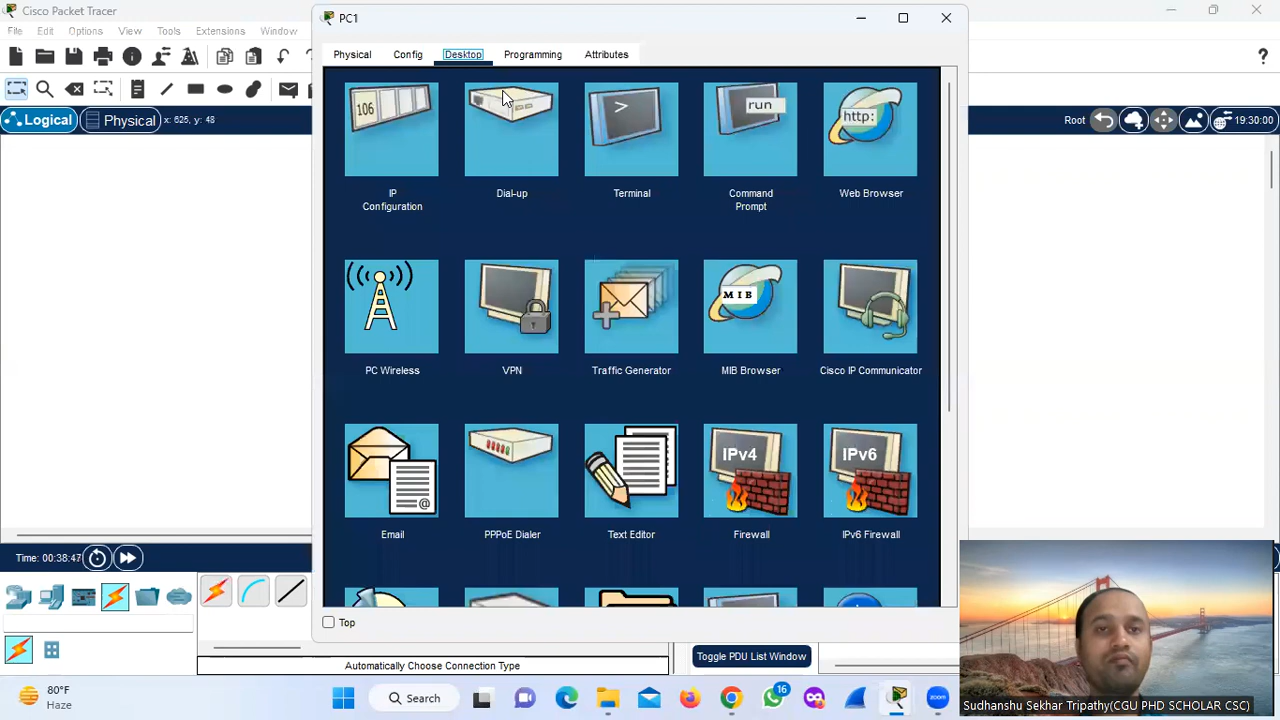 Cisco Packet Tracer
PC1
File Edit Options View Tools Extensions Window
Physical Config Desktop Programming Attributes
?
Logical Physical x: 625, y: 48
Root 19:30:00
106
>
run
http:
IP Configuration
Dial-up
Terminal
Command Prompt
Web Browser
MIB
PC Wireless
VPN
Traffic Generator
MIB Browser
Cisco IP Communicator
@
IPv4
IPv6
Email
PPPoE Dialer
Text Editor
Firewall
IPv6 Firewall
Time: 00:38:47
Top
Automatically Choose Connection Type
Toggle PDU List Window
80°F
Haze
Search
16
zoom
Sudhanshu Sekhar Tripathy(CGU PHD SCHOLAR CSC)